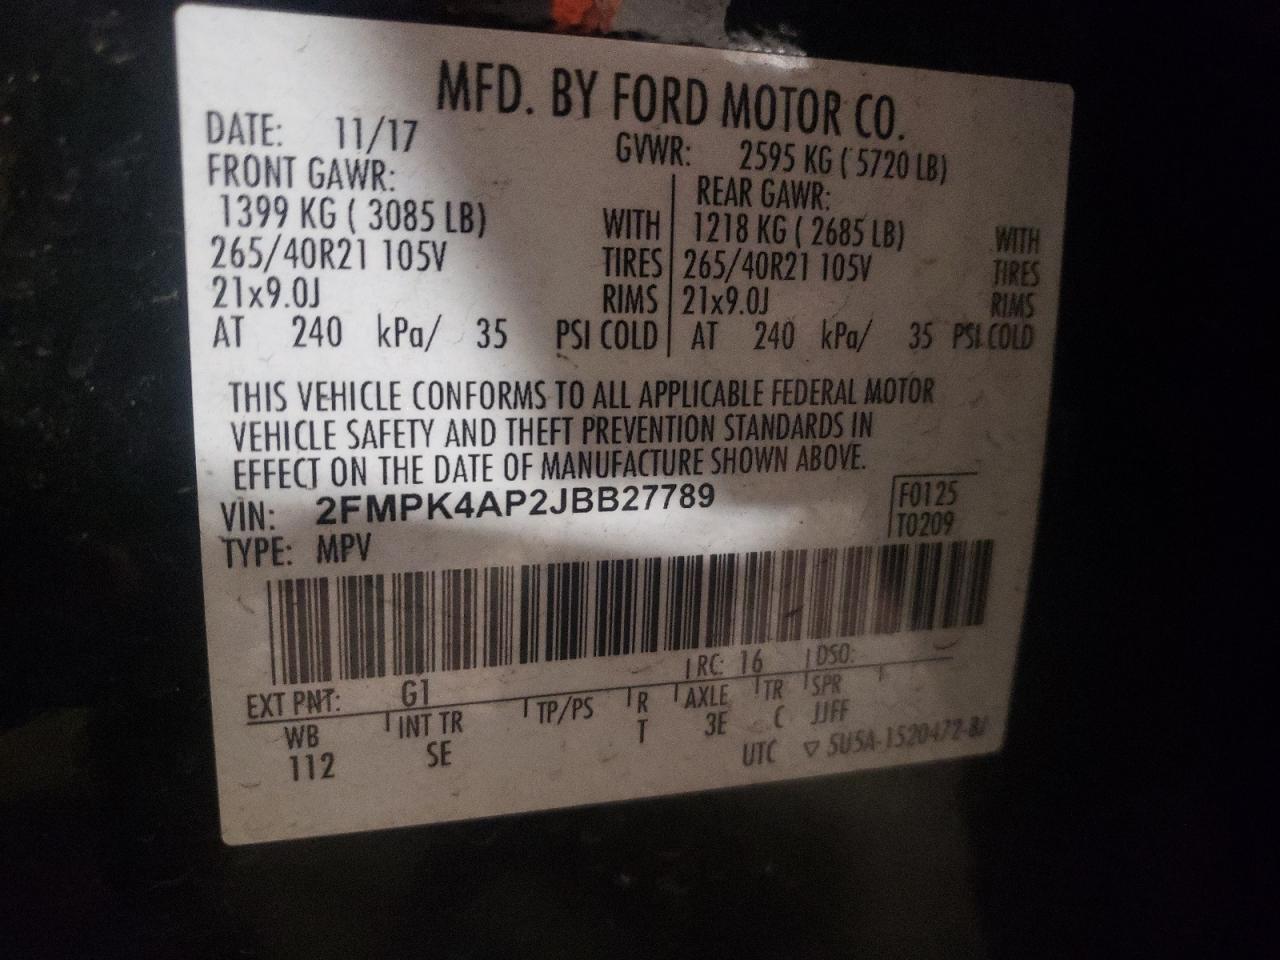 MFD. BY FORD MOTOR CO.
DATE: 11/17 GVWR: 2595 KG ( 5720 LB)
FRONT GAWR: REAR GAWR:
1399 KG ( 3085 LB) WITH 1218 KG ( 2685 LB) WITH
265/40R21 105V TIRES 265/40R21 105V TIRES
21x9.0J RIMS 21x9.0J RIMS
AT 240 kPa/ 35 PSI COLD AT 240 kPa/ 35 PSI COLD
THIS VEHICLE CONFORMS TO ALL APPLICABLE FEDERAL MOTOR
VEHICLE SAFETY AND THEFT PREVENTION STANDARDS IN
EFFECT ON THE DATE OF MANUFACTURE SHOWN ABOVE.
VIN: 2FMPK4AP2JBB27789 F0125
TYPE: MPV T0209
EXT PNT: G1 RC: 16 DSO:
WB INT TR TP/PS R AXLE TR SPR
112 SE T 3E C JJFF
UTC